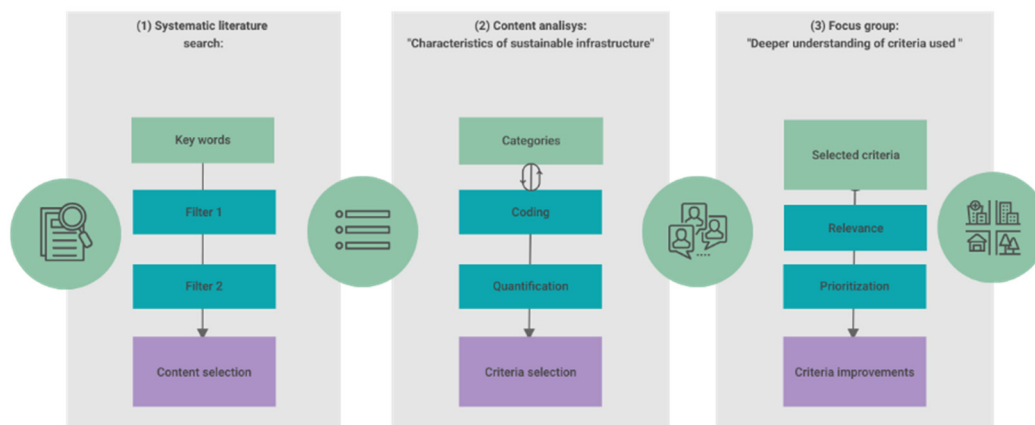 (1) Systematic literature
search:
Key words
Filter 1
Filter 2
Content selection
(2) Content analisys:
"Characteristics of sustainable infrastructure"
Categories
Coding
Quantification
Criteria selection
(3) Focus group:
"Deeper understanding of criteria used "
Selected criteria
Relevance
Prioritization
Criteria improvements